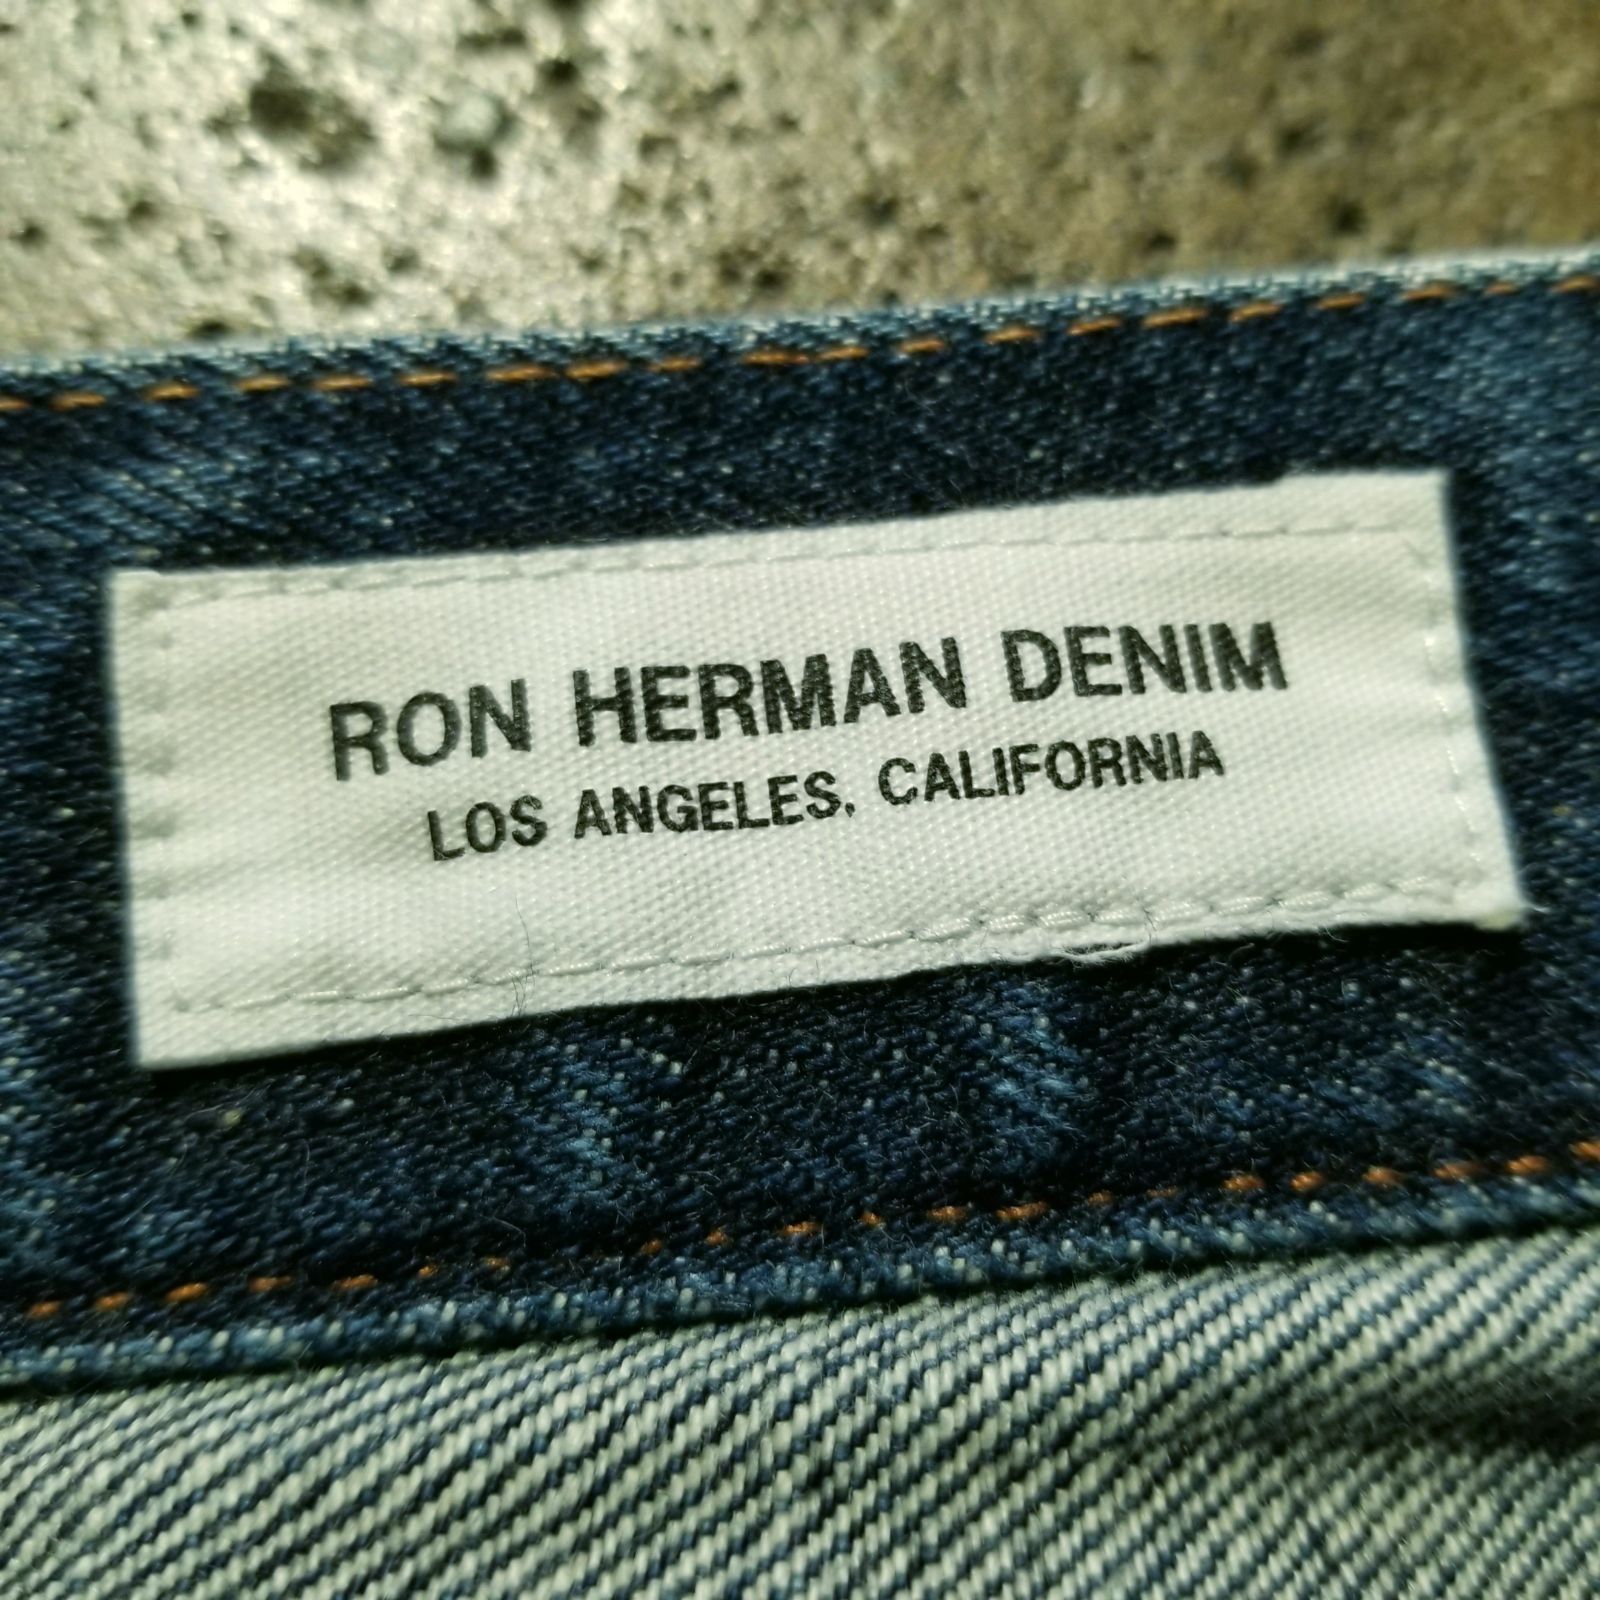 RON HERMAN DENIM
LOS ANGELES, CALIFORNIA